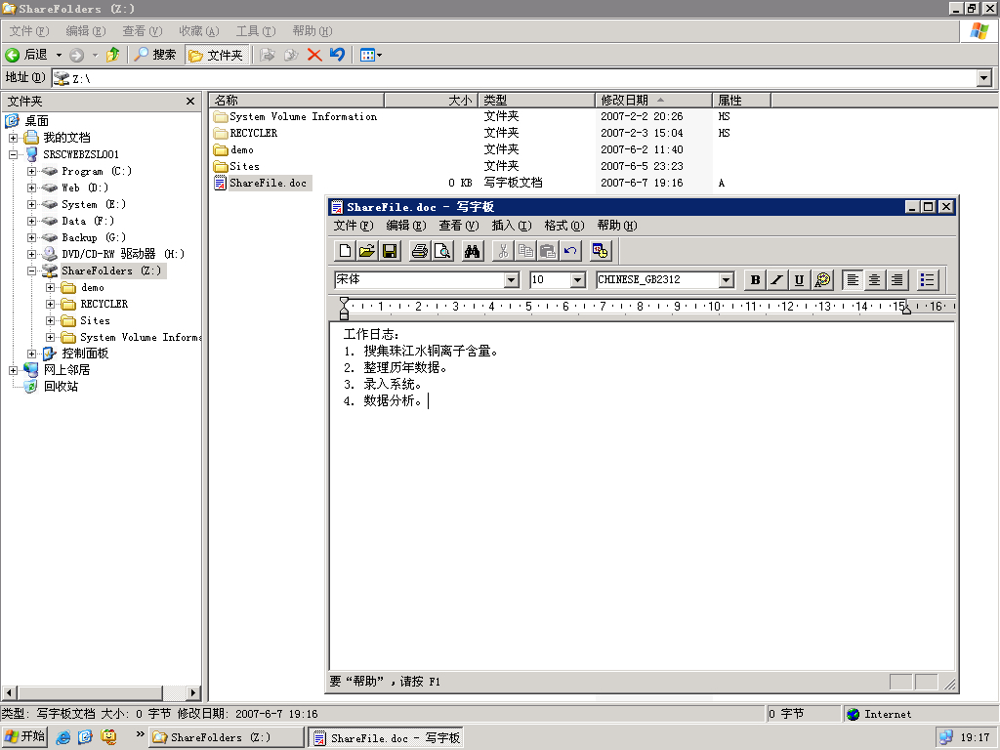 ShareFolders (Z:)
文件(F) 编辑(E) 查看(V) 收藏(A) 工具(T) 帮助(H)
后退 搜索 文件夹
地址(D) Z:\
文件夹
桌面
我的文档
SRSCWEBZSL001
Program (C:)
Web (D:)
System (E:)
Data (F:)
Backup (G:)
DVD/CD-RW 驱动器 (H:)
ShareFolders (Z:)
demo
RECYCLER
Sites
System Volume Informa
控制面板
网上邻居
回收站
名称 大小 类型 修改日期 属性
System Volume Information 文件夹 2007-2-2 20:26 HS
RECYCLER 文件夹 2007-2-3 15:04 HS
demo 文件夹 2007-6-2 11:40
Sites 文件夹 2007-6-5 23:23
ShareFile.doc 0 KB 写字板文档 2007-6-7 19:16 A
ShareFile.doc - 写字板
文件(F) 编辑(E) 查看(V) 插入(I) 格式(O) 帮助(H)
宋体 10 CHINESE_GB2312 B I U
1 2 3 4 5 6 7 8 9 10 11 12 13 14 15 16
工作日志：
1. 搜集珠江水铜离子含量。
2. 整理历年数据。
3. 录入系统。
4. 数据分析。
要“帮助”，请按 F1
类型: 写字板文档 大小: 0 字节 修改日期: 2007-6-7 19:16 0 字节 Internet
开始 » ShareFolders (Z:) ShareFile.doc - 写字板 19:17